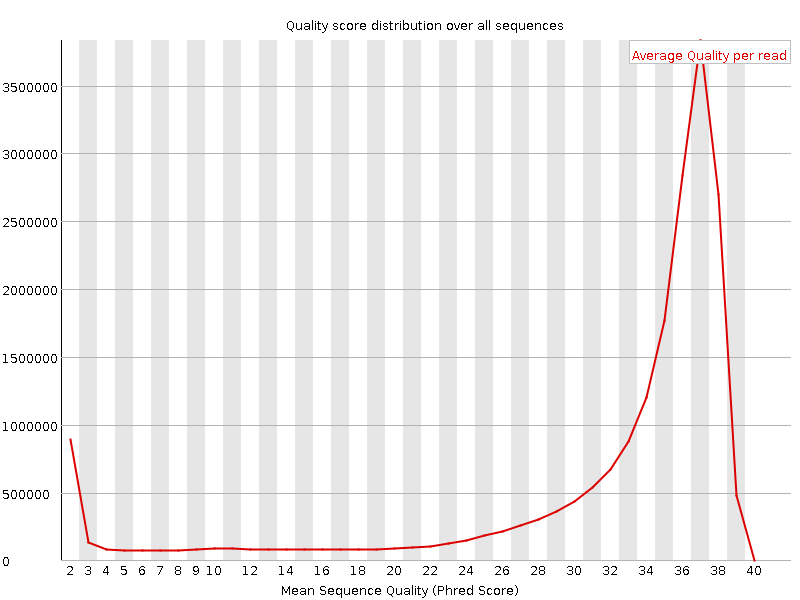 Quality score distribution over all sequences
Average Quality per read
3500000
3000000
2500000
2000000
1500000
1000000
500000
0
2 3 4 5 6 7 8 9 10 12 14 16 18 20 22 24 26 28 30 32 34 36 38 40
Mean Sequence Quality (Phred Score)